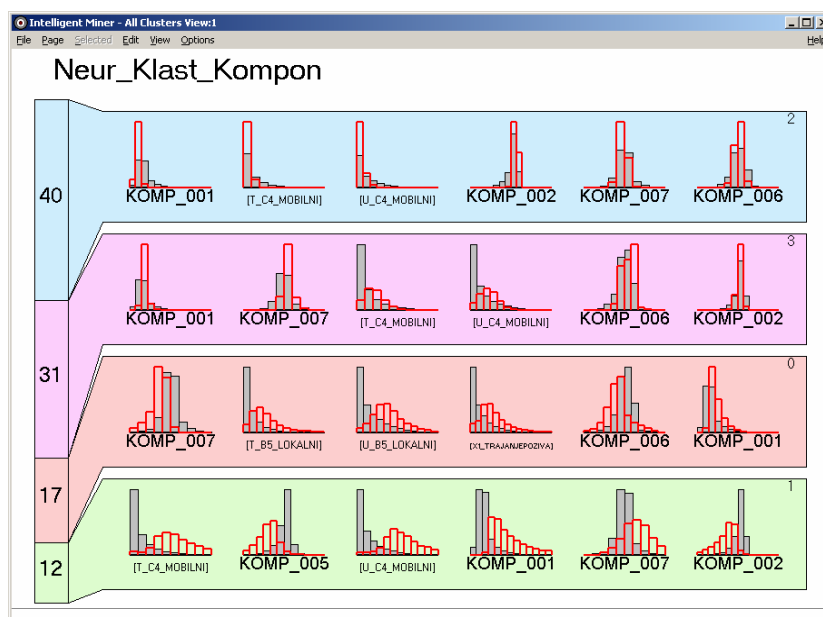 Intelligent Miner - All Clusters View:1
File Page Selected Edit View Options Help
Neur_Klast_Kompon
40
2
KOMP_001 [T_C4_MOBILNI] [U_C4_MOBILNI] KOMP_002 KOMP_007 KOMP_006
31
3
KOMP_001 KOMP_007 [T_C4_MOBILNI] [U_C4_MOBILNI] KOMP_006 KOMP_002
17
0
KOMP_007 [T_B5_LOKALNI] [U_B5_LOKALNI] [X1_TRAJANJEPOZIVA] KOMP_006 KOMP_001
12
1
[T_C4_MOBILNI] KOMP_005 [U_C4_MOBILNI] KOMP_001 KOMP_007 KOMP_002